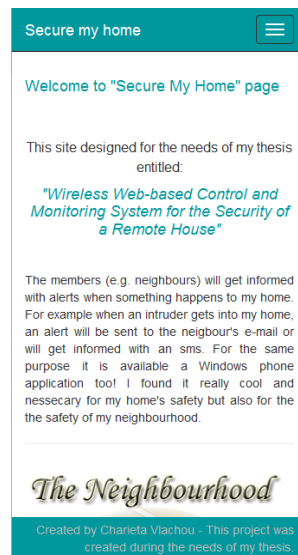 Secure my home
Welcome to "Secure My Home" page
This site designed for the needs of my thesis
entitled:
"Wireless Web-based Control and
Monitoring System for the Security of
a Remote House"
The members (e.g. neighbours) will get informed
with alerts when something happens to my home.
For example when an intruder gets into my home,
an alert will be sent to the neigbour's e-mail or
will get informed with an sms. For the same
purpose it is available a Windows phone
application too! I found it really cool and
nessecary for my home's safety but also for the
the safety of my neighbourhood.
The Neighbourhood
Created by Charieta Vlachou - This project was
created during the needs of my thesis.